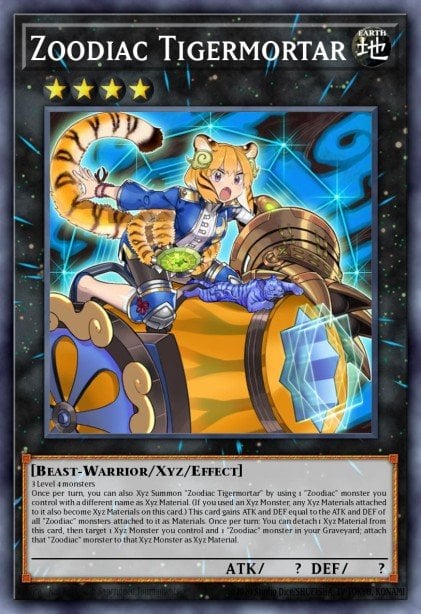 ZOODIAC TIGERMORTAR
EARTH
地
[BEAST-WARRIOR/XYZ/EFFECT]
3 Level 4 monsters
Once per turn, you can also Xyz Summon "Zoodiac Tigermortar" by using 1 "Zoodiac" monster you
control with a different name as Xyz Material. (If you used an Xyz Monster, any Xyz Materials attached
to it also become Xyz Materials on this card.) This card gains ATK and DEF equal to the ATK and DEF of
all "Zoodiac" monsters attached to it as Materials. Once per turn: You can detach 1 Xyz Material from
this card, then target 1 Xyz Monster you control and 1 "Zoodiac" monster in your Graveyard; attach
that "Zoodiac" monster to that Xyz Monster as Xyz Material.
ATK/ ? DEF/ ?
KONAMI